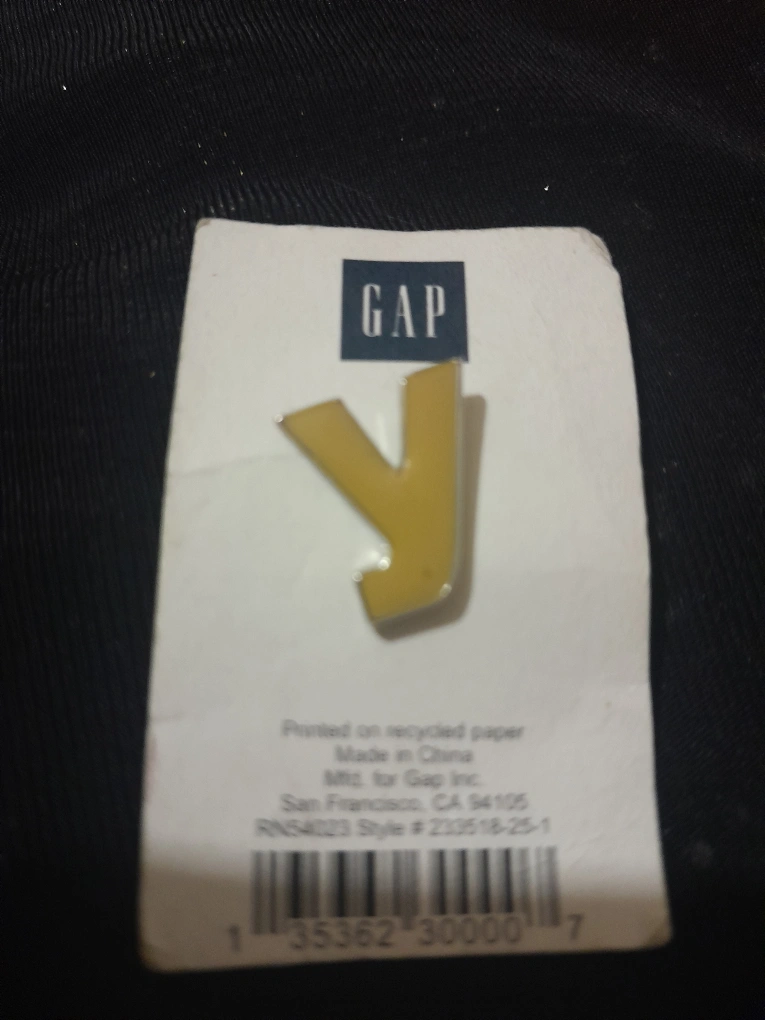 GAP
y
Printed on recycled paper
Made in China
Mfd. for Gap Inc.
San Francisco, CA 94105
RN54023 Style # 233518-25-1
1 35362 30000 7